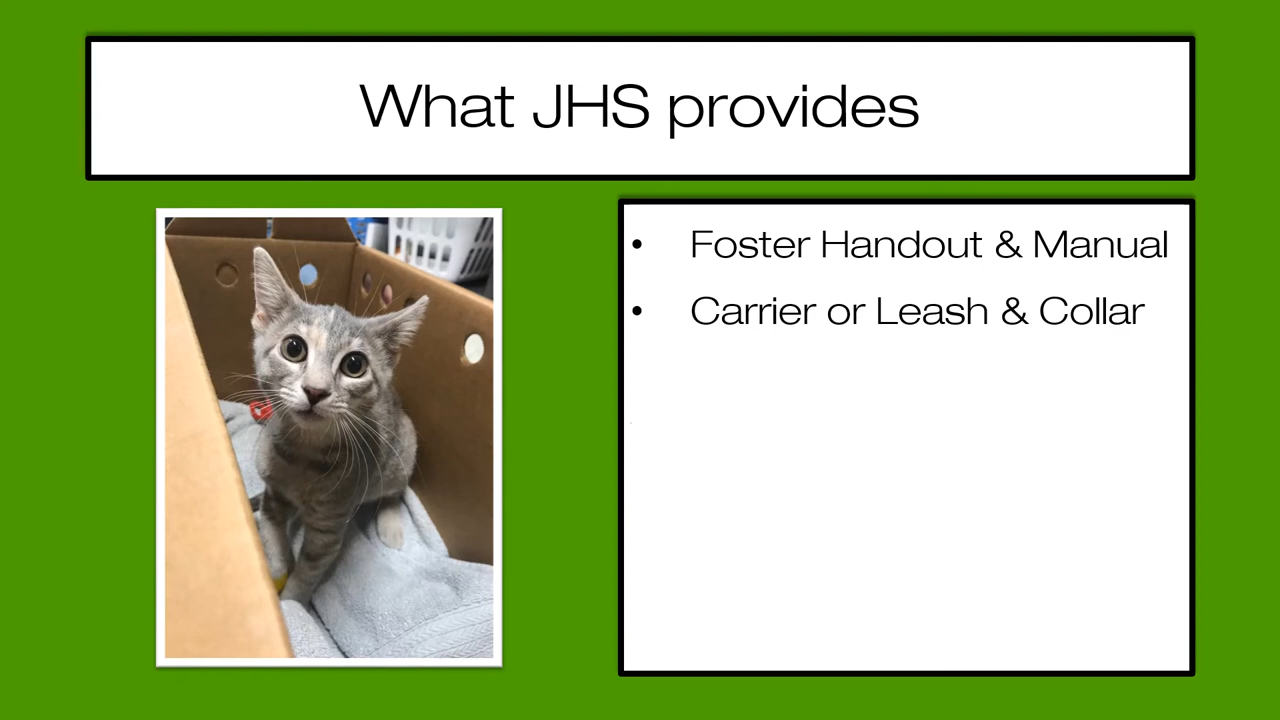 What JHS provides
• Foster Handout & Manual
• Carrier or Leash & Collar